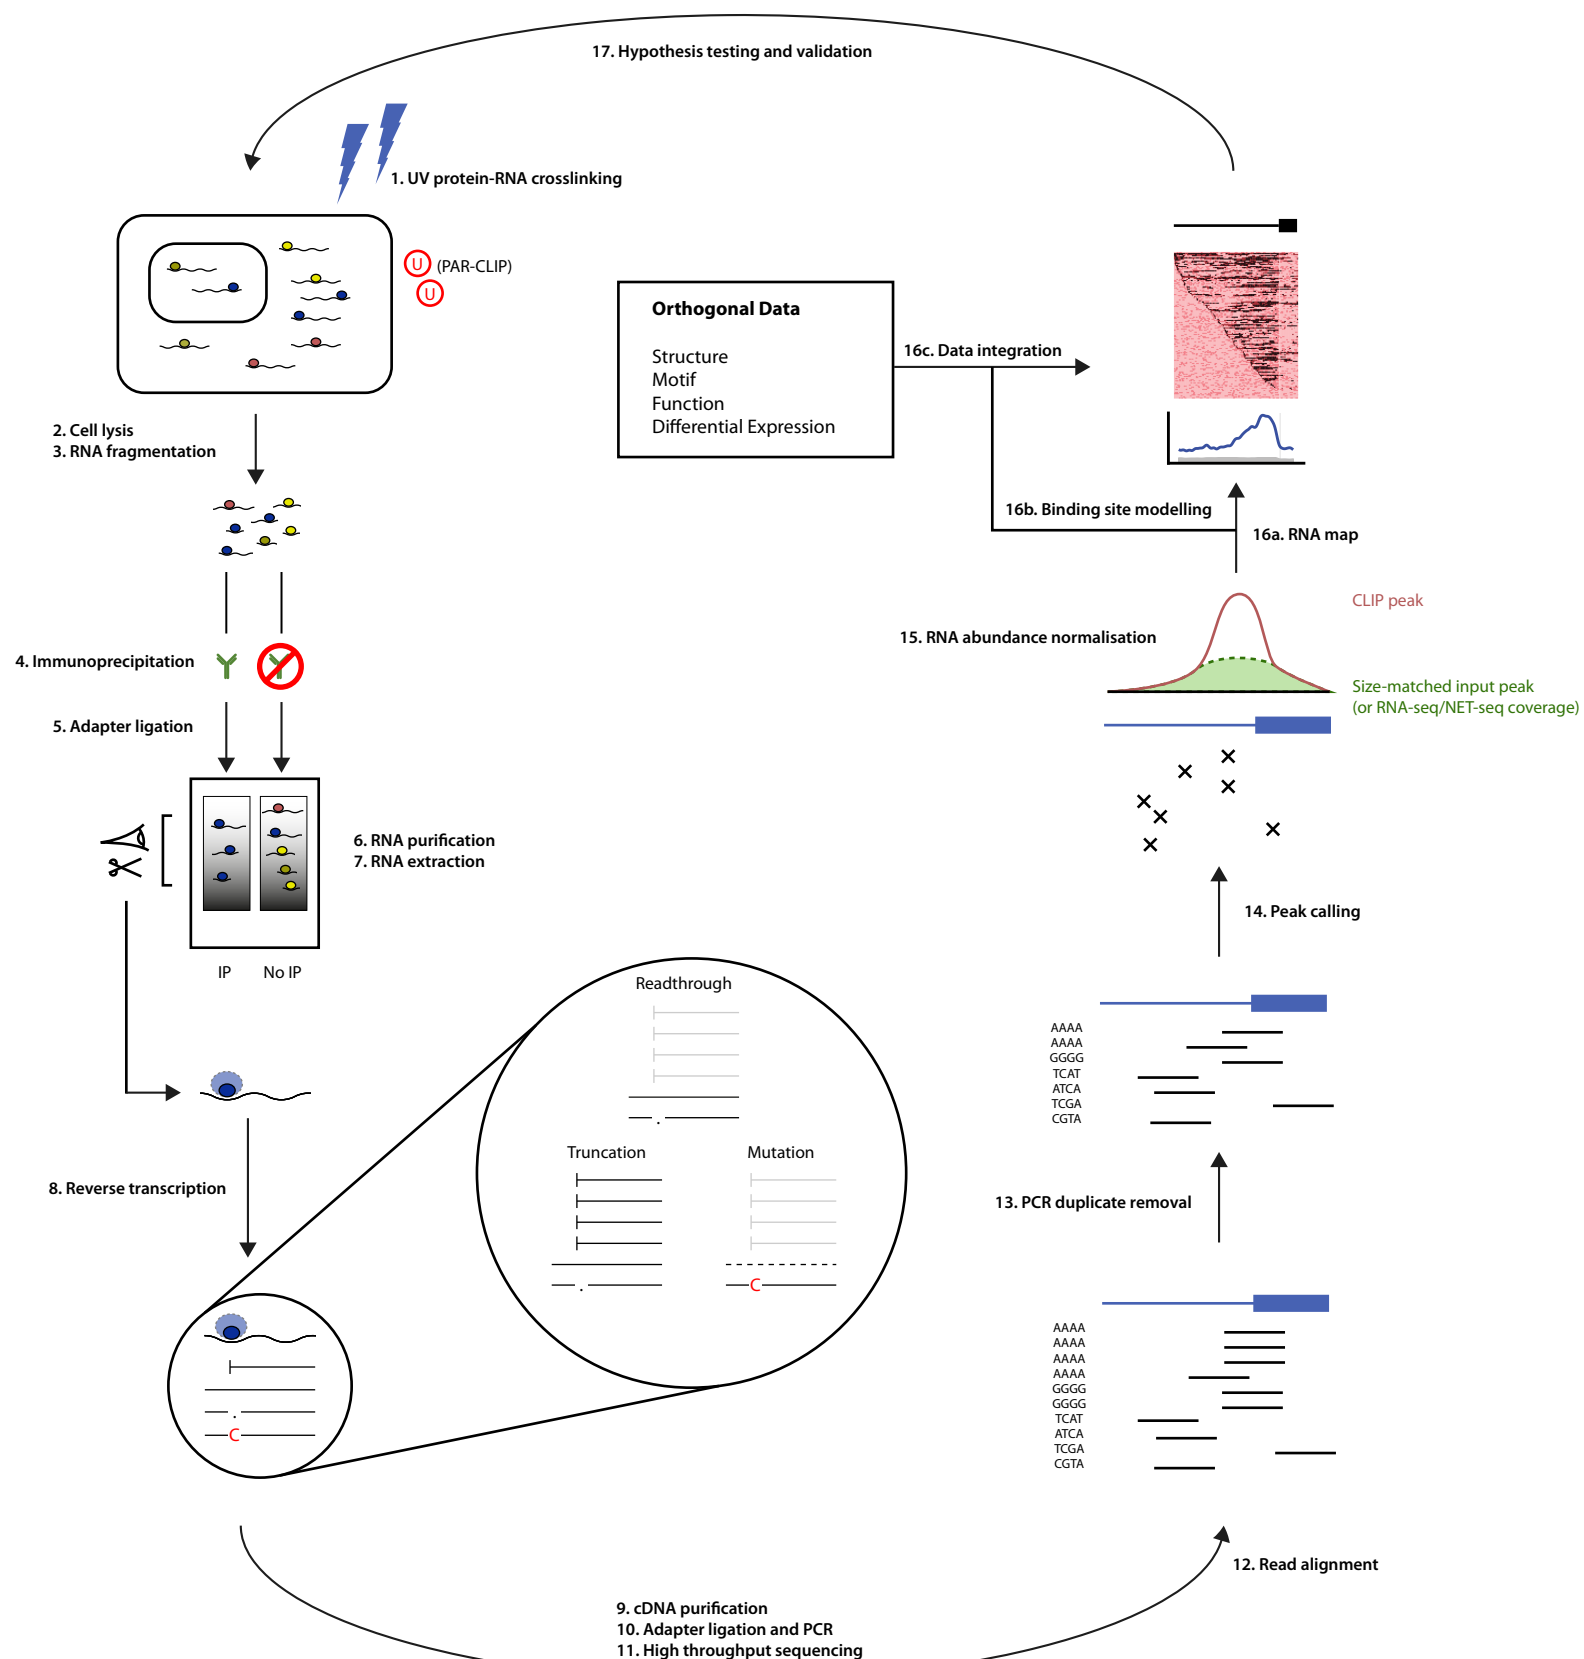 17. Hypothesis testing and validation
1. UV protein-RNA crosslinking
U (PAR-CLIP)
U
Orthogonal Data
Structure
Motif
Function
Differential Expression
16c. Data integration
2. Cell lysis
3. RNA fragmentation
16b. Binding site modelling
16a. RNA map
CLIP peak
15. RNA abundance normalisation
4. Immunoprecipitation
Size-matched input peak
(or RNA-seq/NET-seq coverage)
5. Adapter ligation
6. RNA purification
7. RNA extraction
IP No IP
14. Peak calling
Readthrough
AAAA
AAAA
GGGG
TCAT
ATCA
TCGA
CGTA
Truncation
Mutation
C
8. Reverse transcription
13. PCR duplicate removal
AAAA
AAAA
AAAA
AAAA
GGGG
GGGG
TCAT
ATCA
TCGA
CGTA
C
12. Read alignment
9. cDNA purification
10. Adapter ligation and PCR
11. High throughput sequencing